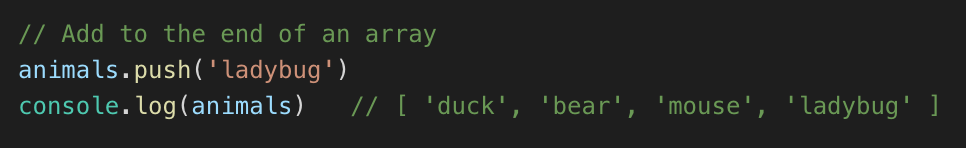 // Add to the end of an array
animals.push('ladybug')
console.log(animals)   // [ 'duck', 'bear', 'mouse', 'ladybug' ]